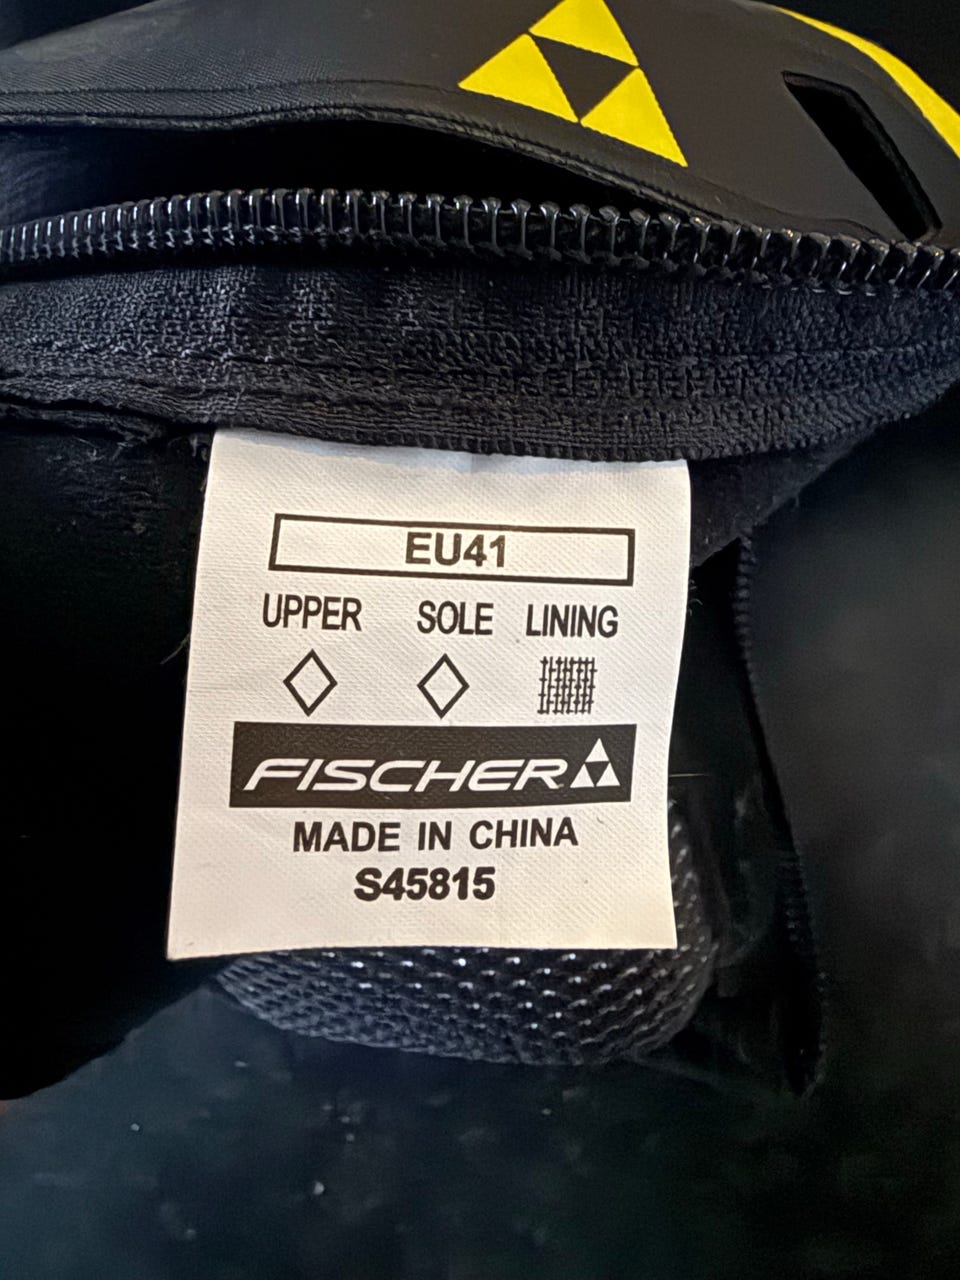 EU41
UPPER SOLE LINING
FISCHER
MADE IN CHINA
S45815